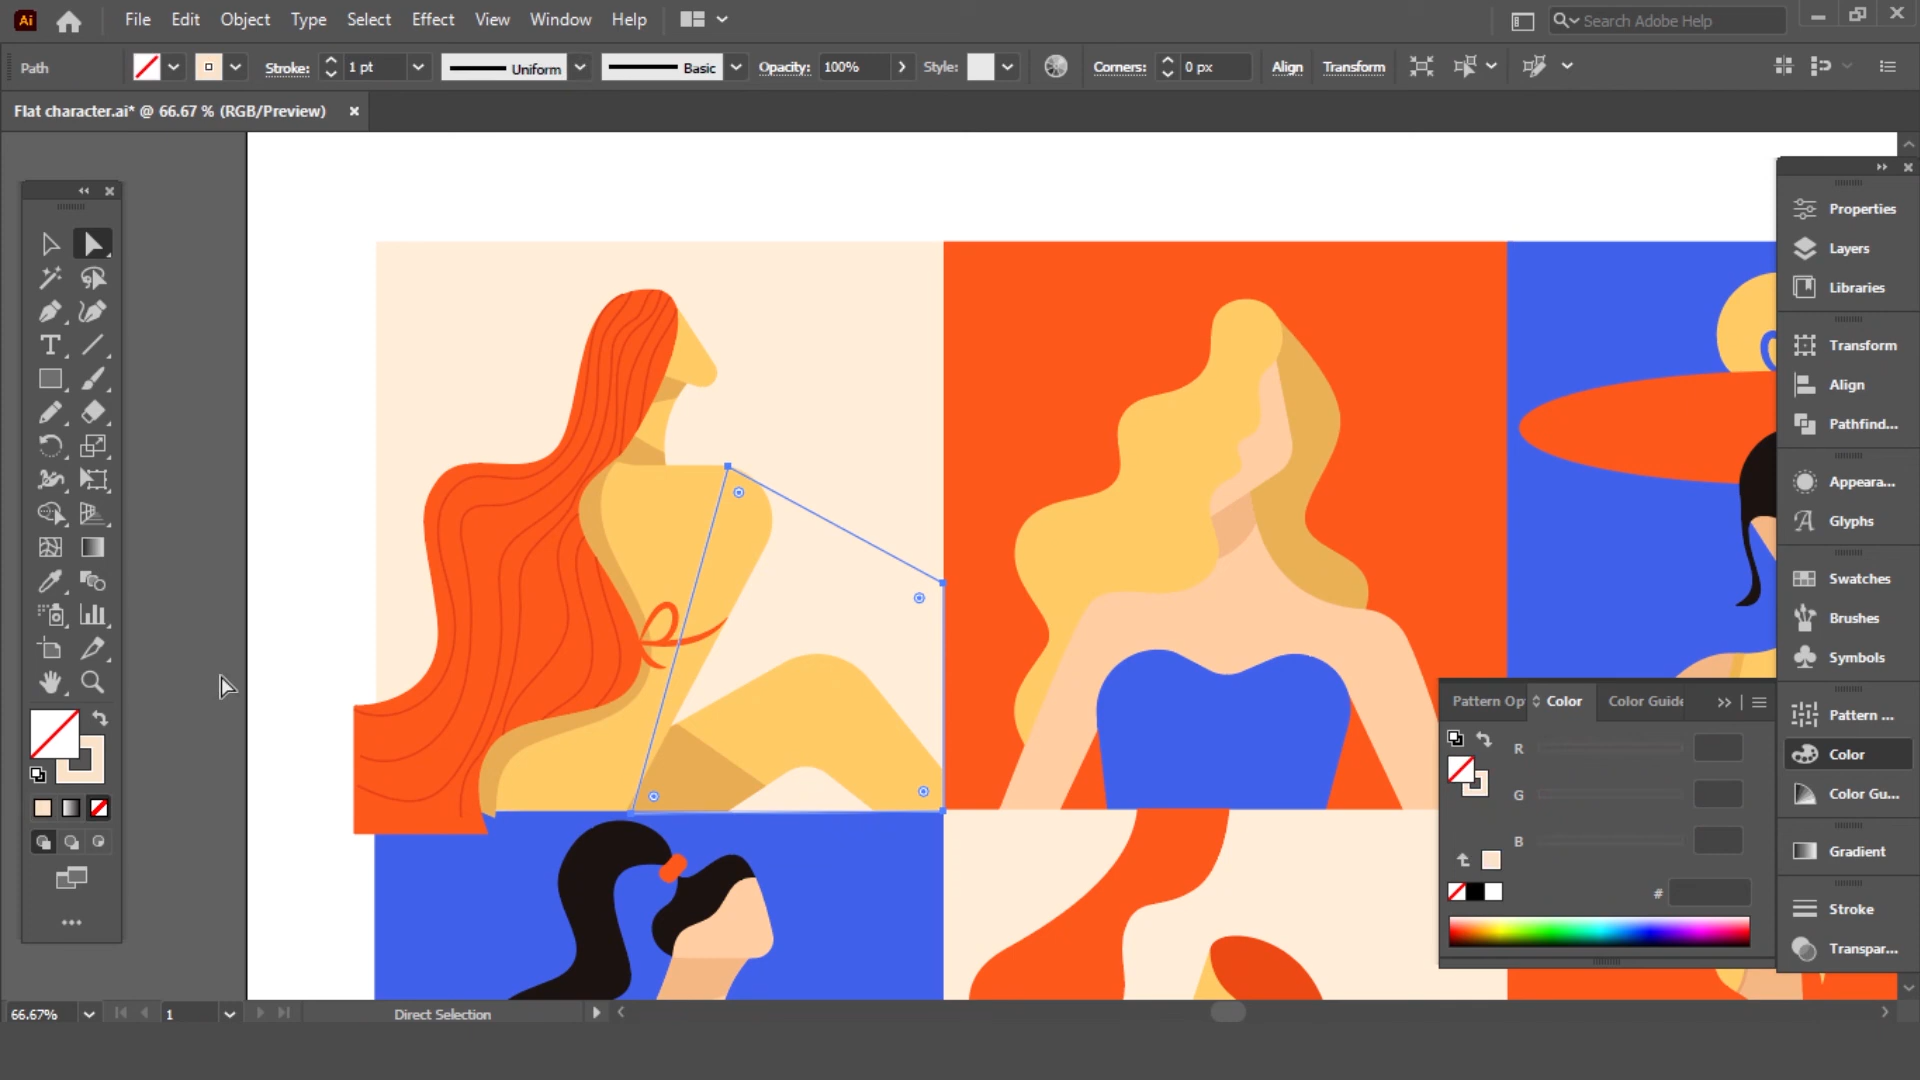 Ai File Edit Object Type Select Effect View Window Help Search Adobe Help
Path Stroke: 1 pt Uniform Basic Opacity: 100% Style: Corners: 0 px Align Transform
Flat character.ai* @ 66.67 % (RGB/Preview)
Properties
Layers
Libraries
Transform
Align
Pathfind...
Appeara...
Glyphs
Swatches
Brushes
Symbols
Pattern ...
Color
Color Gu...
Gradient
Stroke
Transpar...
Pattern Op Color Color Guide
R
G
B
#
66.67% 1 Direct Selection